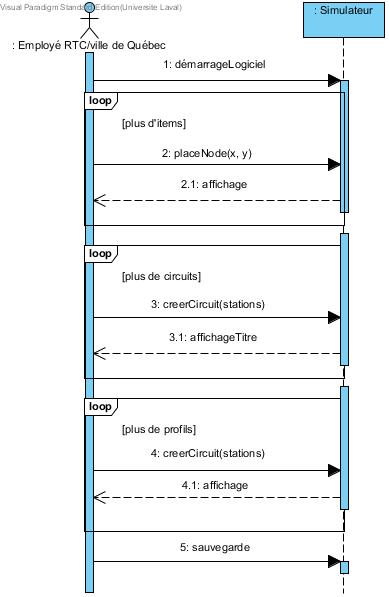 Visual Paradigm Standard Edition(Universite Laval)
: Simulateur
: Employé RTC/ville de Québec
1: démarrageLogiciel
loop
[plus d'items]
2: placeNode(x, y)
2.1: affichage
loop
[plus de circuits]
3: creerCircuit(stations)
3.1: affichageTitre
loop
[plus de profils]
4: creerCircuit(stations)
4.1: affichage
5: sauvegarde